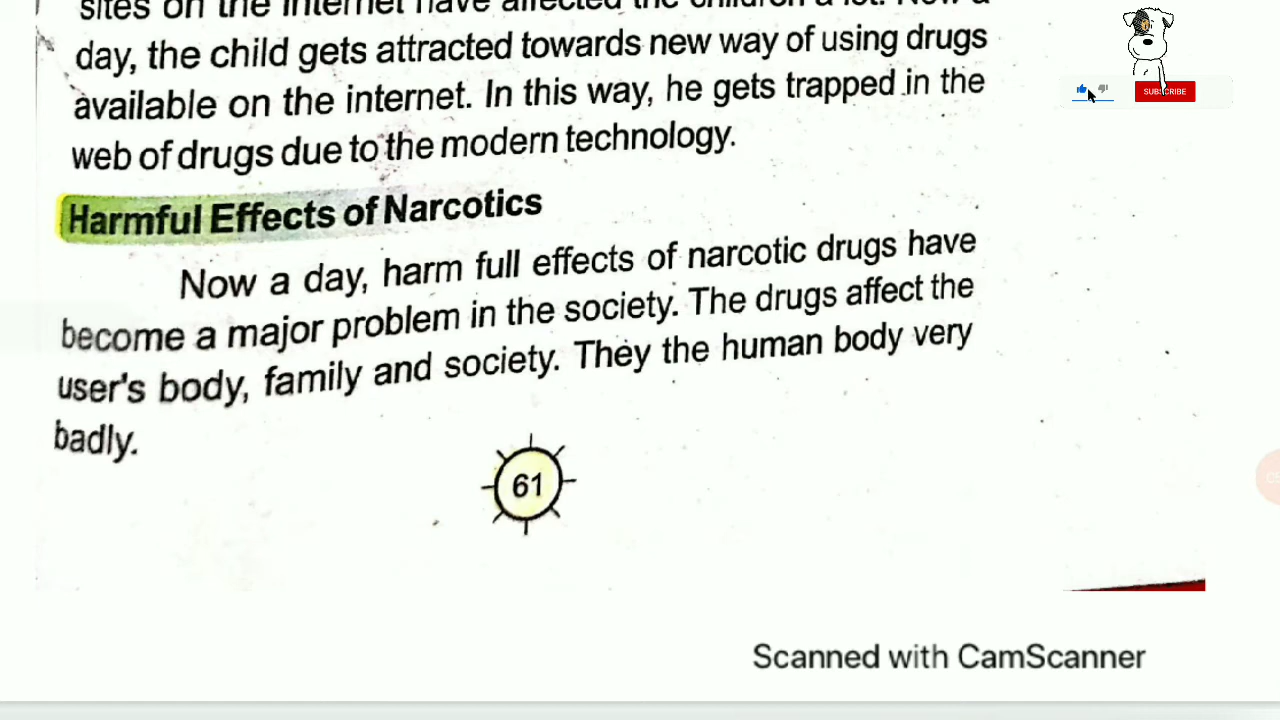 sites on the internet have affected the children a lot. Now a
day, the child gets attracted towards new way of using drugs
available on the internet. In this way, he gets trapped in the
web of drugs due to the modern technology.
Harmful Effects of Narcotics
Now a day, harm full effects of narcotic drugs have
become a major problem in the society. The drugs affect the
user's body, family and society. They the human body very
badly.
61
SUBSCRIBE
Scanned with CamScanner